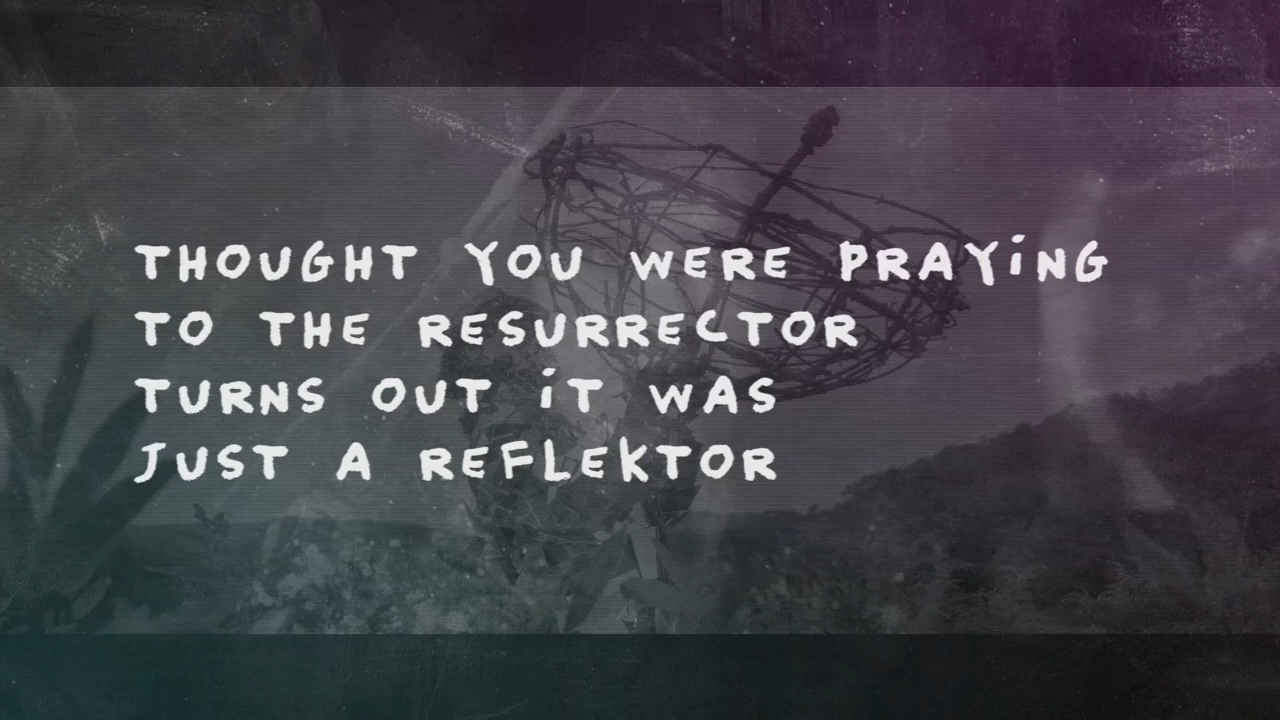 THOUGHT YOU WERE PRAYiNG
TO THE RESURRECTOR
TURNS OUT iT WAS
JUST A REFLEKTOR